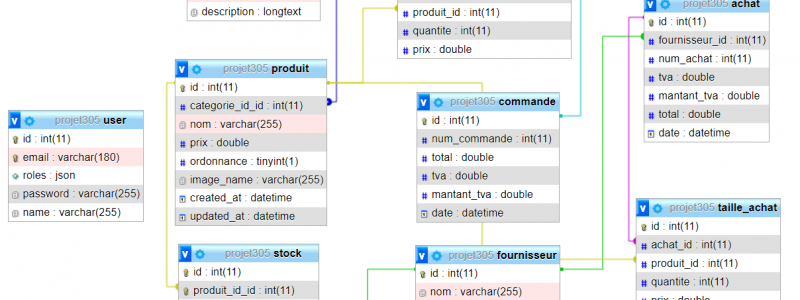 description : longtext
produit_id : int(11)
quantite : int(11)
prix : double
projet305 achat
id : int(11)
fournisseur_id : int(11)
num_achat : int(11)
tva : double
mantant_tva : double
total : double
date : datetime
projet305 produit
id : int(11)
categorie_id_id : int(11)
nom : varchar(255)
prix : double
ordonnance : tinyint(1)
image_name : varchar(255)
created_at : datetime
updated_at : datetime
projet305 commande
id : int(11)
num_commande : int(11)
total : double
tva : double
mantant_tva : double
date : datetime
projet305 user
id : int(11)
email : varchar(180)
roles : json
password : varchar(255)
name : varchar(255)
projet305 taille_achat
id : int(11)
achat_id : int(11)
produit_id : int(11)
quantite : int(11)
prix : double
projet305 stock
id : int(11)
produit_id_id : int(11)
projet305 fournisseur
id : int(11)
nom : varchar(255)